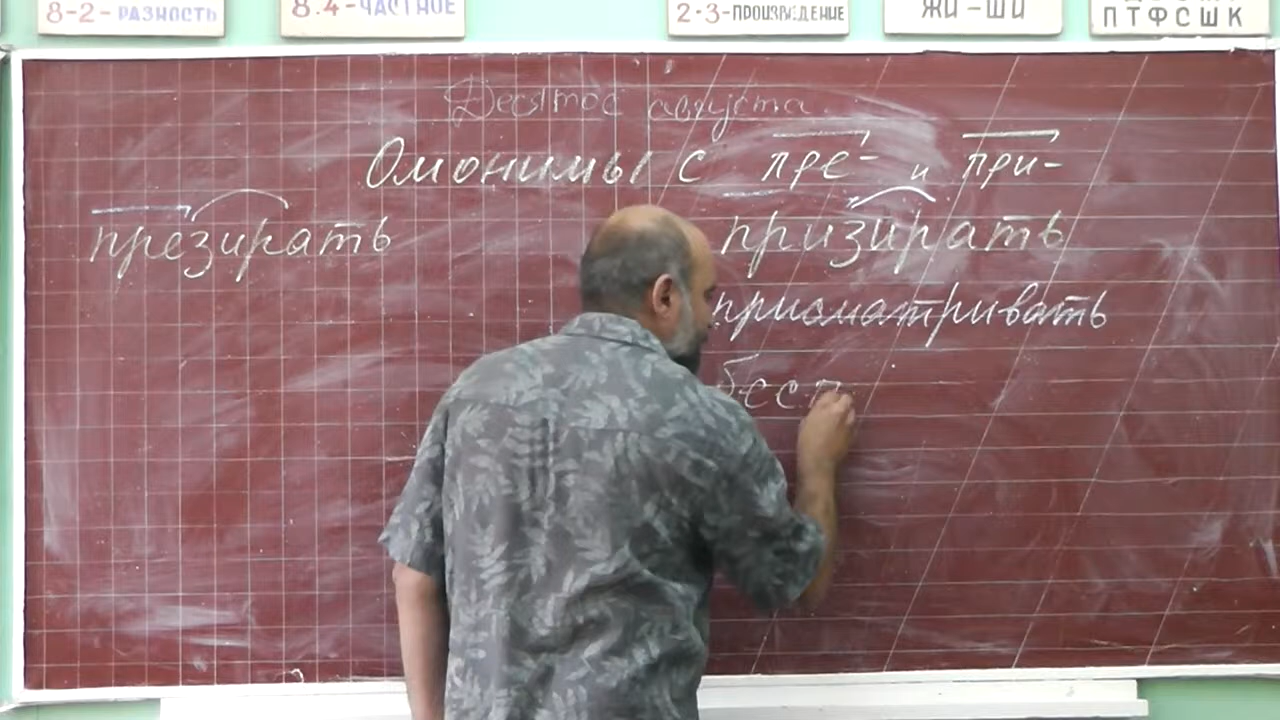 8-2- РАЗНОСТЬ
8.4-ЧАСТНОЕ
2·3-ПРОИЗВЕДЕНИЕ
ЖИ-ШИ
ПТФСШК
Десятое августа.
Омонимы с пре- и при-
презирать
призирать
присматривать
бесп